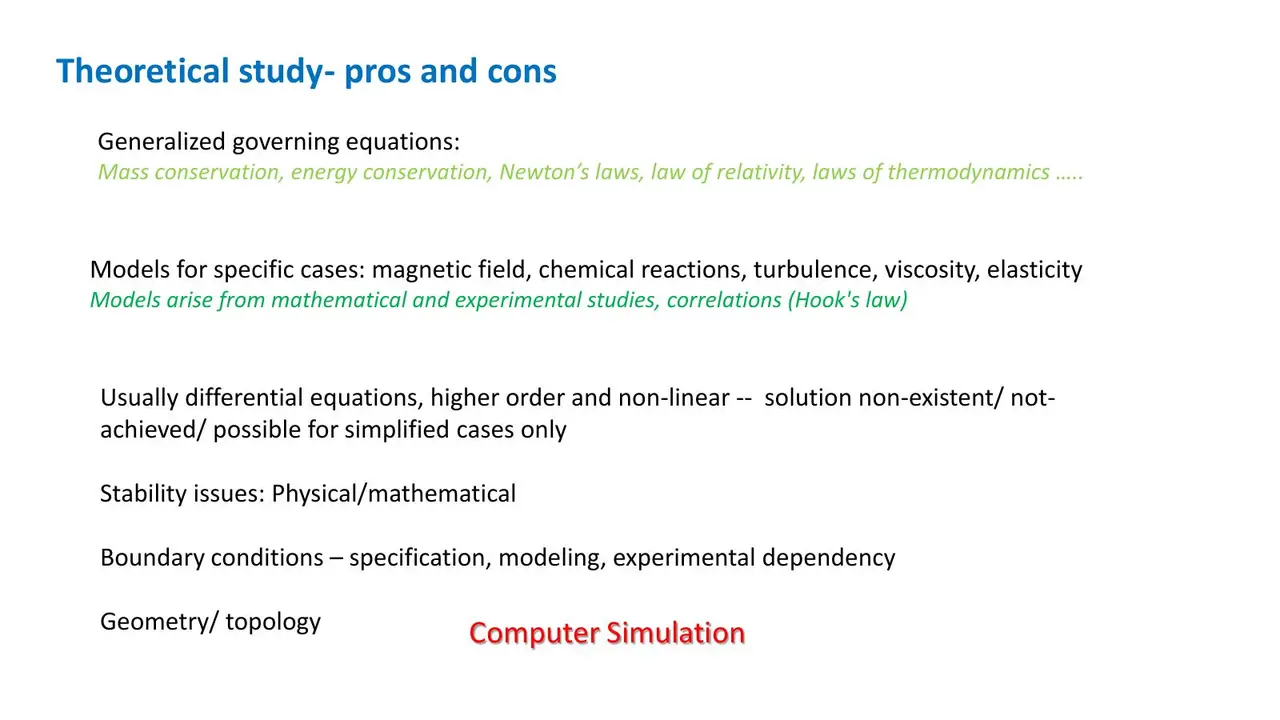 Theoretical study- pros and cons
Generalized governing equations:
Mass conservation, energy conservation, Newton’s laws, law of relativity, laws of thermodynamics …..
Models for specific cases: magnetic field, chemical reactions, turbulence, viscosity, elasticity
Models arise from mathematical and experimental studies, correlations (Hook's law)
Usually differential equations, higher order and non-linear -- solution non-existent/ not-
achieved/ possible for simplified cases only
Stability issues: Physical/mathematical
Boundary conditions – specification, modeling, experimental dependency
Geometry/ topology
Computer Simulation